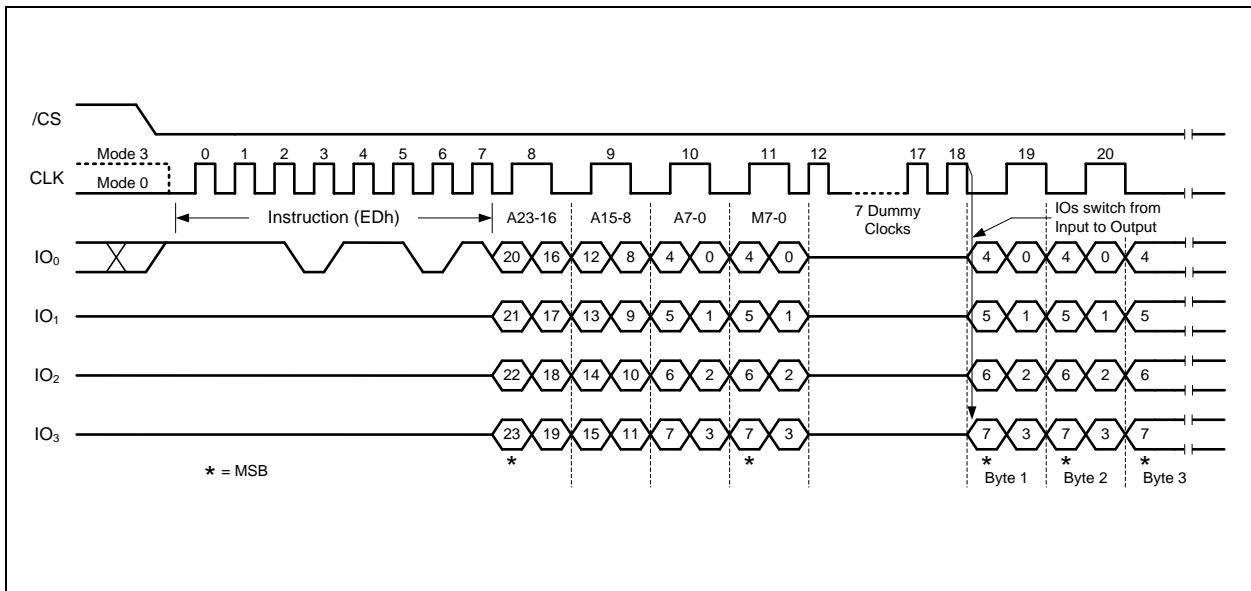 /CS
Mode 3
0 1 2 3 4 5 6 7 8 9 10 11 12 17 18 19 20
CLK
Mode 0
Instruction (EDh)
A23-16 A15-8 A7-0 M7-0
7 Dummy
Clocks
IOs switch from
Input to Output
IO0 20 16 12 8 4 0 4 0 4 0 4 0 4
IO1 21 17 13 9 5 1 5 1 5 1 5 1 5
IO2 22 18 14 10 6 2 6 2 6 2 6 2 6
IO3 23 19 15 11 7 3 7 3 7 3 7 3 7
* * * * *
* = MSB
Byte 1 Byte 2 Byte 3